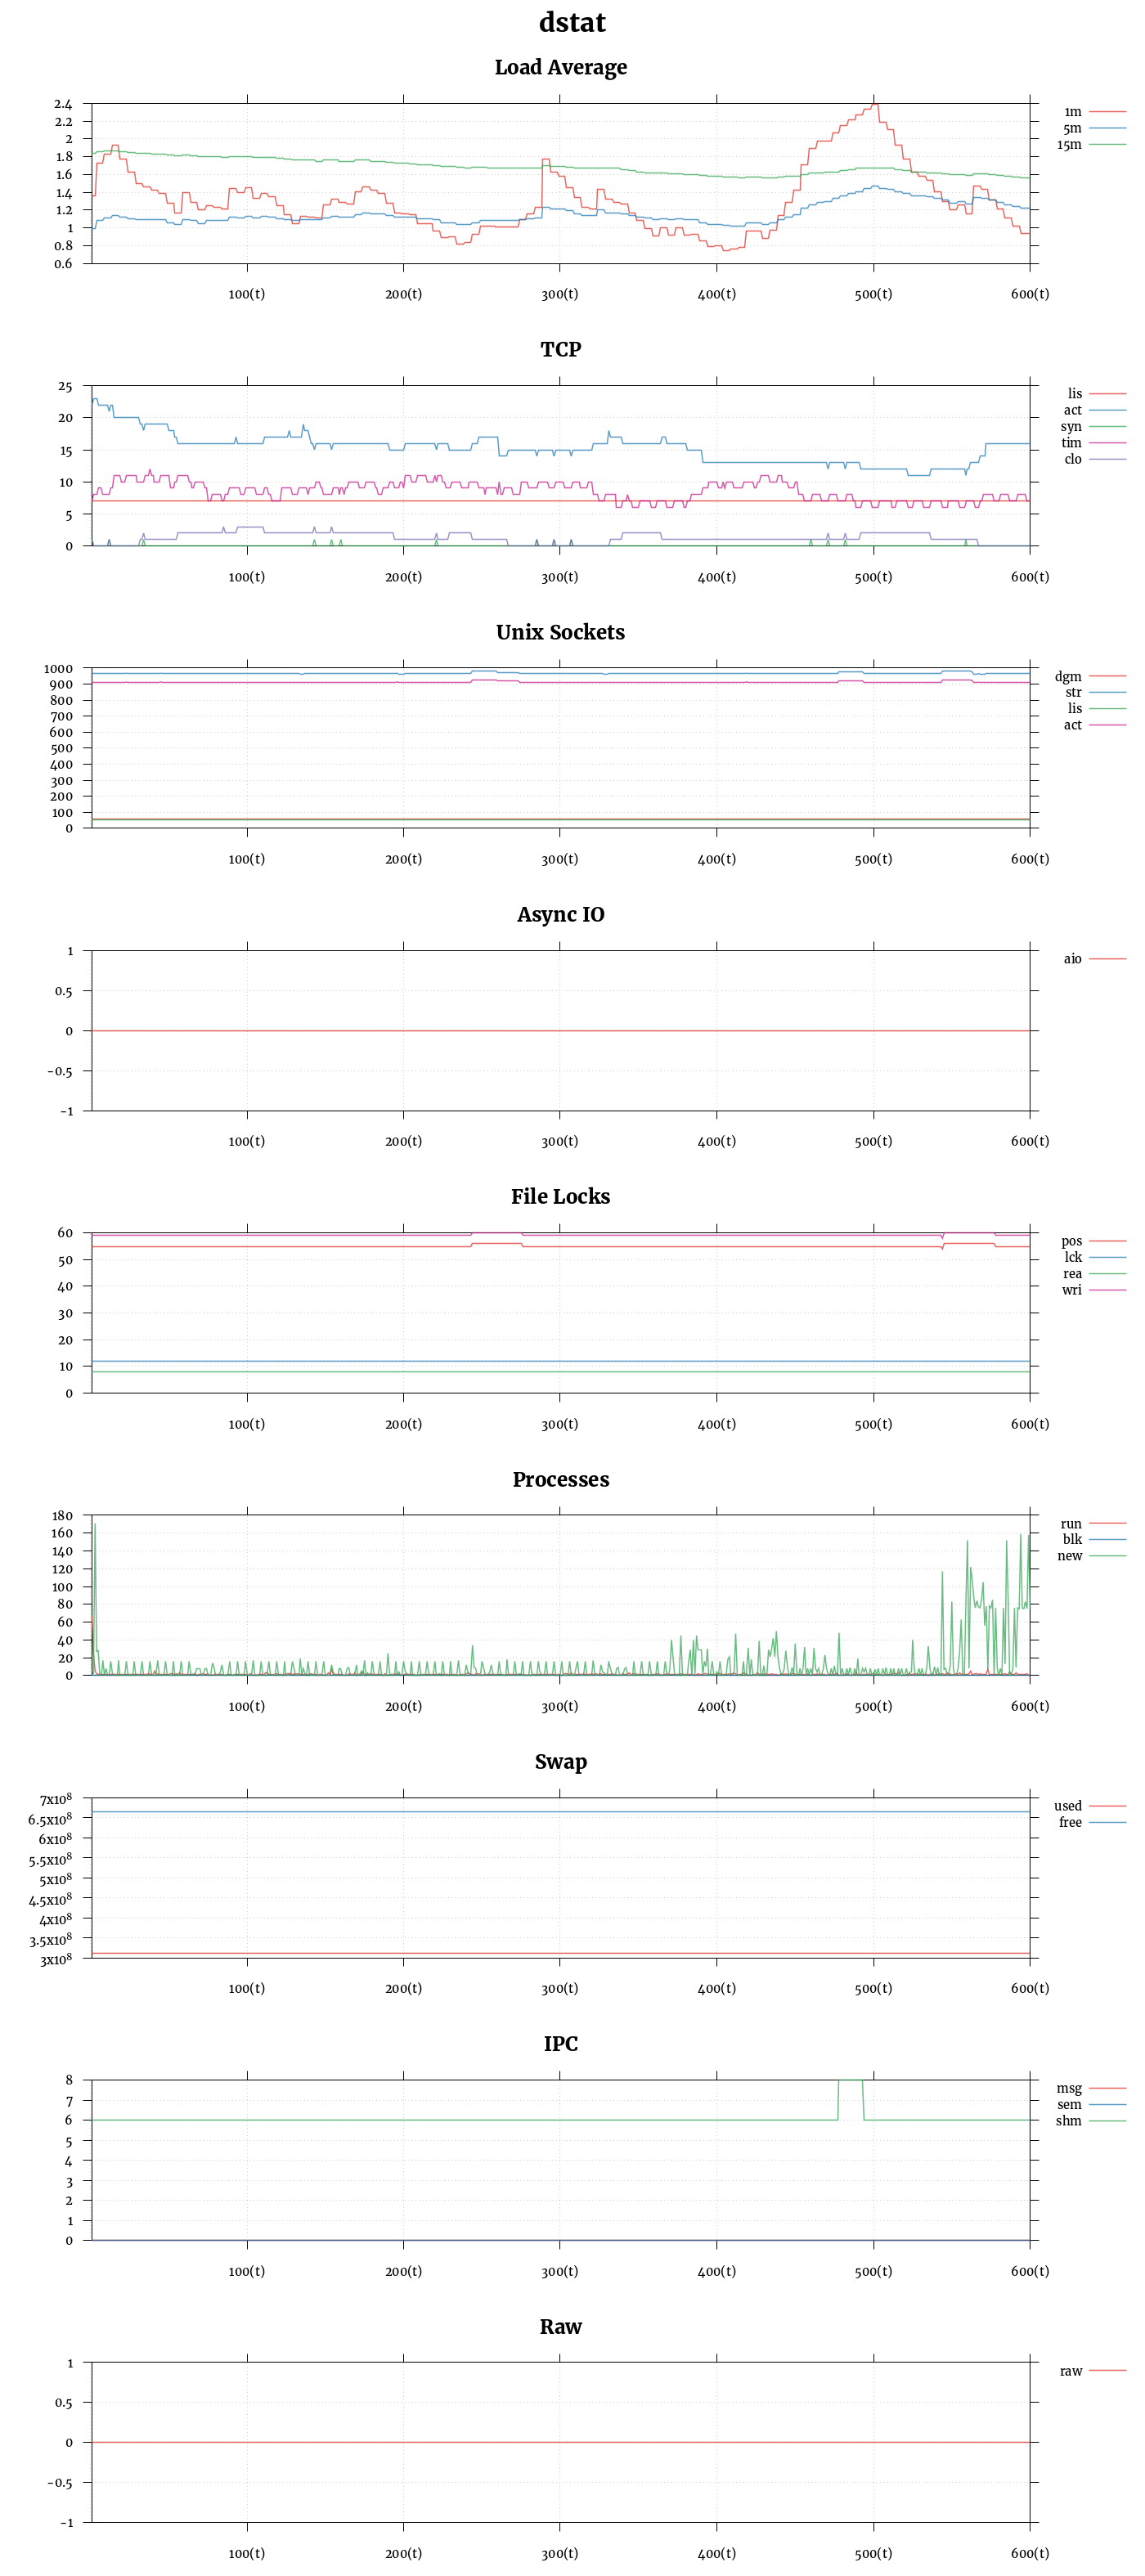 dstat
Load Average
2.4
2.2
2
1.8
1.6
1.4
1.2
1
0.8
0.6
100(t) 200(t) 300(t) 400(t) 500(t) 600(t)
1m
5m
15m
TCP
25
20
15
10
5
0
100(t) 200(t) 300(t) 400(t) 500(t) 600(t)
lis
act
syn
tim
clo
Unix Sockets
1000
900
800
700
600
500
400
300
200
100
0
100(t) 200(t) 300(t) 400(t) 500(t) 600(t)
dgm
str
lis
act
Async IO
1
0.5
0
-0.5
-1
100(t) 200(t) 300(t) 400(t) 500(t) 600(t)
aio
File Locks
60
50
40
30
20
10
0
100(t) 200(t) 300(t) 400(t) 500(t) 600(t)
pos
lck
rea
wri
Processes
180
160
140
120
100
80
60
40
20
0
100(t) 200(t) 300(t) 400(t) 500(t) 600(t)
run
blk
new
Swap
7x10⁸
6.5x10⁸
6x10⁸
5.5x10⁸
5x10⁸
4.5x10⁸
4x10⁸
3.5x10⁸
3x10⁸
100(t) 200(t) 300(t) 400(t) 500(t) 600(t)
used
free
IPC
8
7
6
5
4
3
2
1
0
100(t) 200(t) 300(t) 400(t) 500(t) 600(t)
msg
sem
shm
Raw
1
0.5
0
-0.5
-1
100(t) 200(t) 300(t) 400(t) 500(t) 600(t)
raw